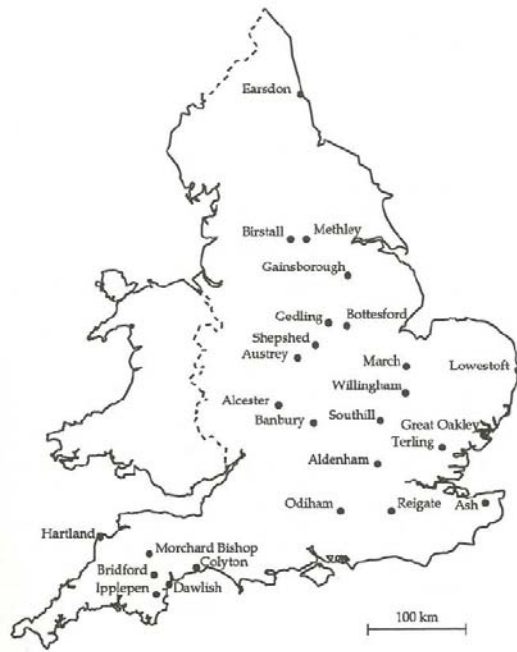 Earsdon
Birstall
Methley
Gainsborough
Gedling
Bottesford
Shepshed
Austrey
March
Lowestoft
Willingham
Alcester
Banbury
Southill
Great Oakley
Terling
Aldenham
Odiham
Reigate
Ash
Hartland
Morchard Bishop
Colyton
Bridford
Ipplepen
Dawlish
100 km